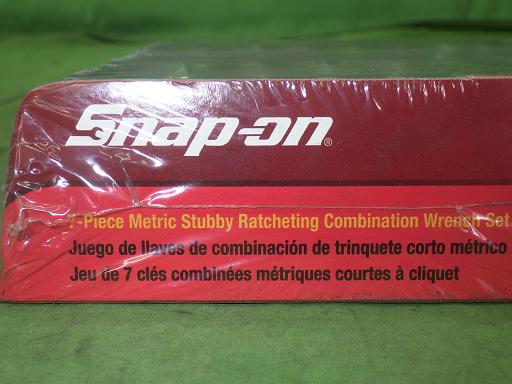 Snap-on®
7-Piece Metric Stubby Ratcheting Combination Wrench Set
Juego de llaves de combinación de trinquete corto métrico
Jeu de 7 clés combinées métriques courtes à cliquet